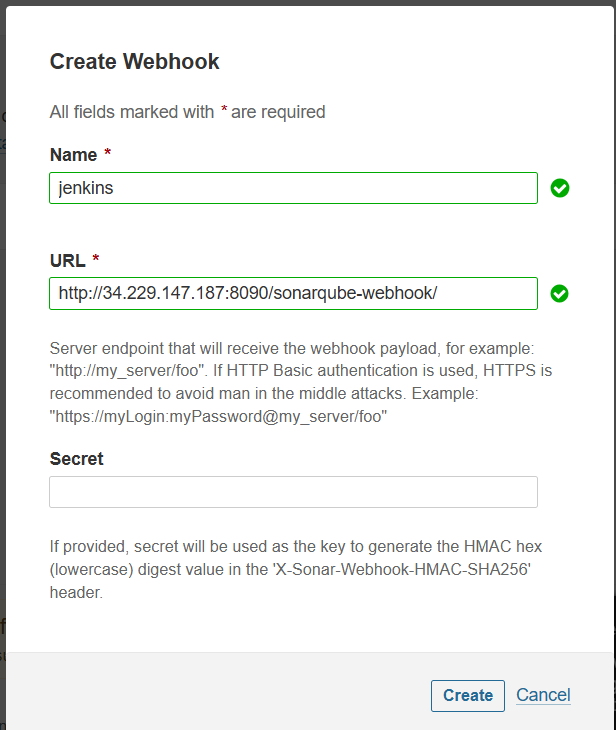 Create Webhook
All fields marked with * are required
Name *
jenkins
URL *
http://34.229.147.187:8090/sonarqube-webhook/
Server endpoint that will receive the webhook payload, for example:
"http://my_server/foo". If HTTP Basic authentication is used, HTTPS is
recommended to avoid man in the middle attacks. Example:
"https://myLogin:myPassword@my_server/foo"
Secret
If provided, secret will be used as the key to generate the HMAC hex
(lowercase) digest value in the 'X-Sonar-Webhook-HMAC-SHA256'
header.
Create Cancel